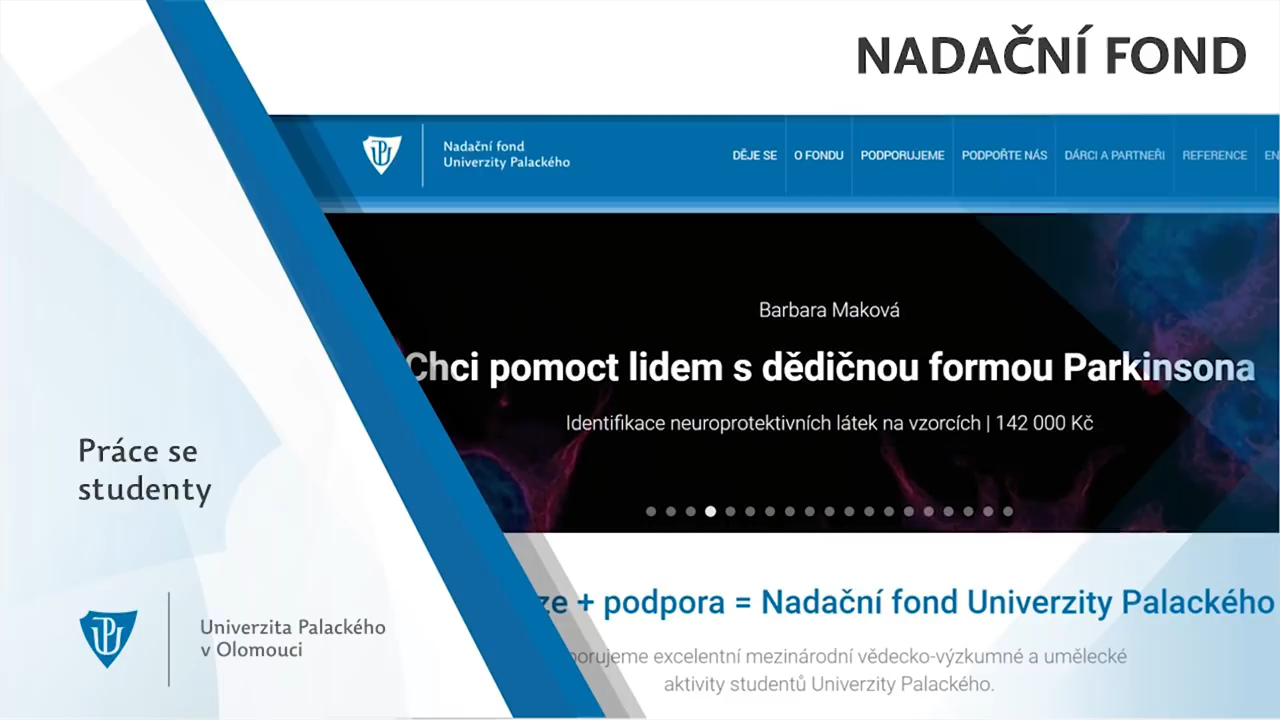 NADAČNÍ FOND
Nadační fond
Univerzity Palackého
DĚJE SE O FONDU PODPORUJEME PODPOŘTE NÁS DÁRCI A PARTNEŘI REFERENCE EN
Barbara Maková
Chci pomoct lidem s dědičnou formou Parkinsona
Identifikace neuroprotektivních látek na vzorcích | 142 000 Kč
Práce se
studenty
+ podpora = Nadační fond Univerzity Palackého
excelentní mezinárodní vědecko-výzkumné a umělecké
aktivity studentů Univerzity Palackého.
Univerzita Palackého
v Olomouci